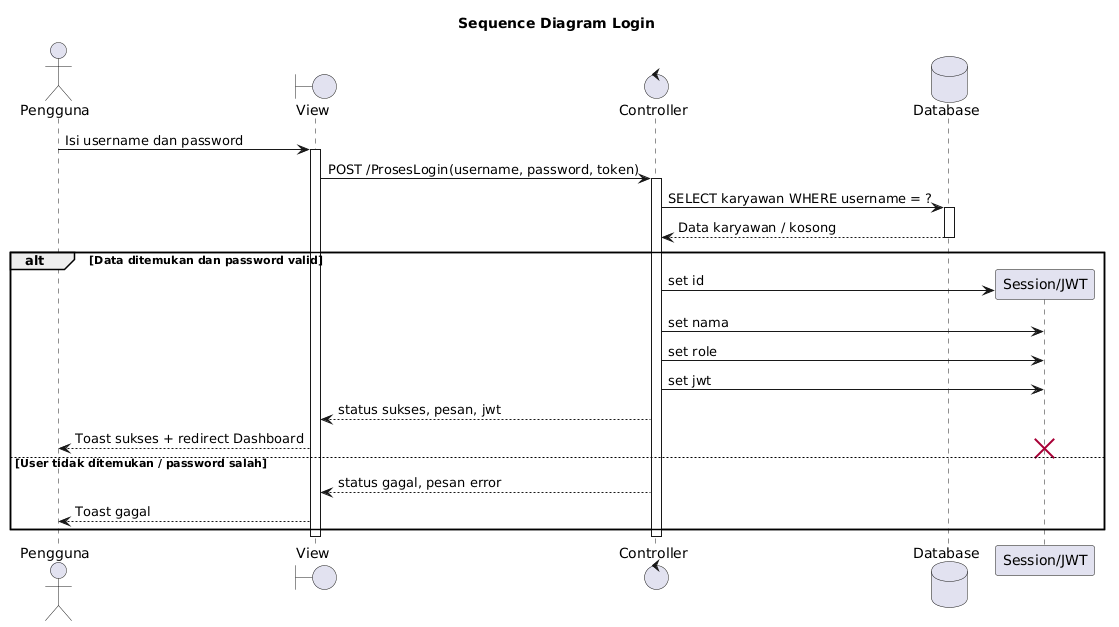 Sequence Diagram Login
Pengguna
View
Controller
Database
Isi username dan password
POST /ProsesLogin(username, password, token)
SELECT karyawan WHERE username = ?
Data karyawan / kosong
alt
[Data ditemukan dan password valid]
set id
Session/JWT
set nama
set role
set jwt
status sukses, pesan, jwt
Toast sukses + redirect Dashboard
[User tidak ditemukan / password salah]
status gagal, pesan error
Toast gagal
Pengguna
View
Controller
Database
Session/JWT